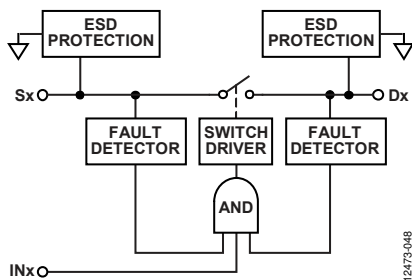 ESD
PROTECTION
ESD
PROTECTION
Sx
Dx
FAULT
DETECTOR
SWITCH
DRIVER
FAULT
DETECTOR
AND
INx
12473-048